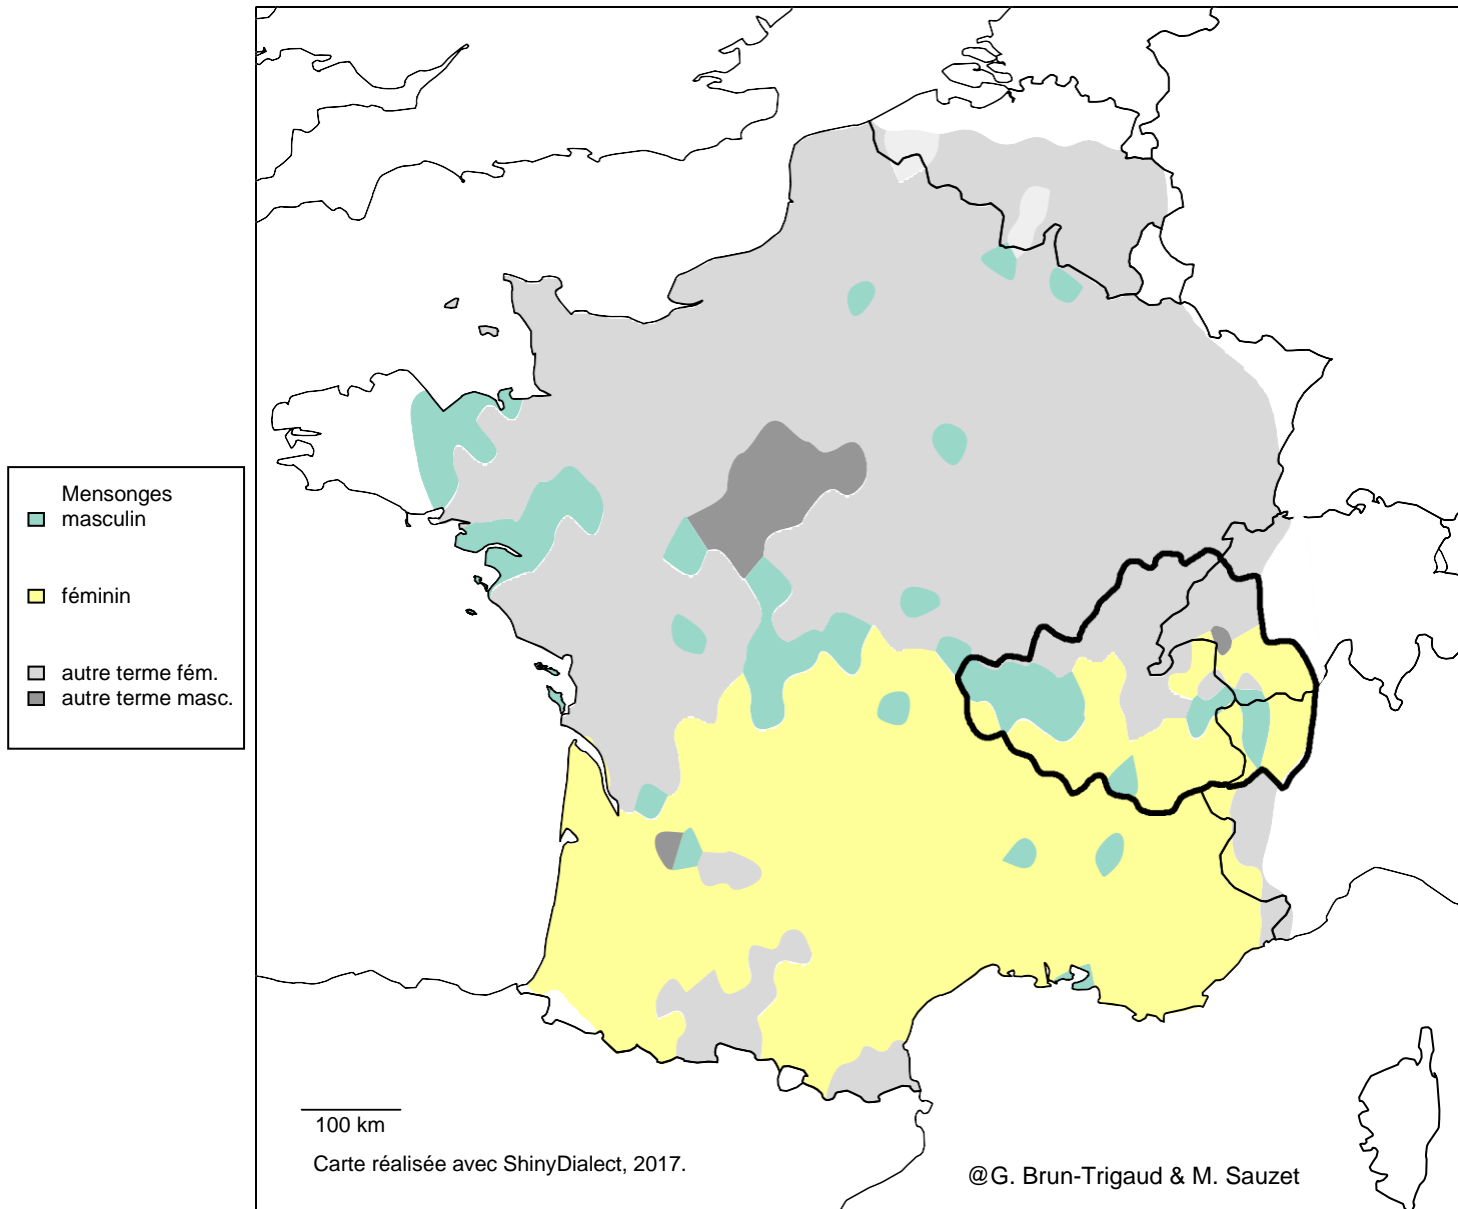 Mensonges
masculin
féminin
autre terme fém.
autre terme masc.
100 km
Carte réalisée avec ShinyDialect, 2017.
@G. Brun-Trigaud & M. Sauzet